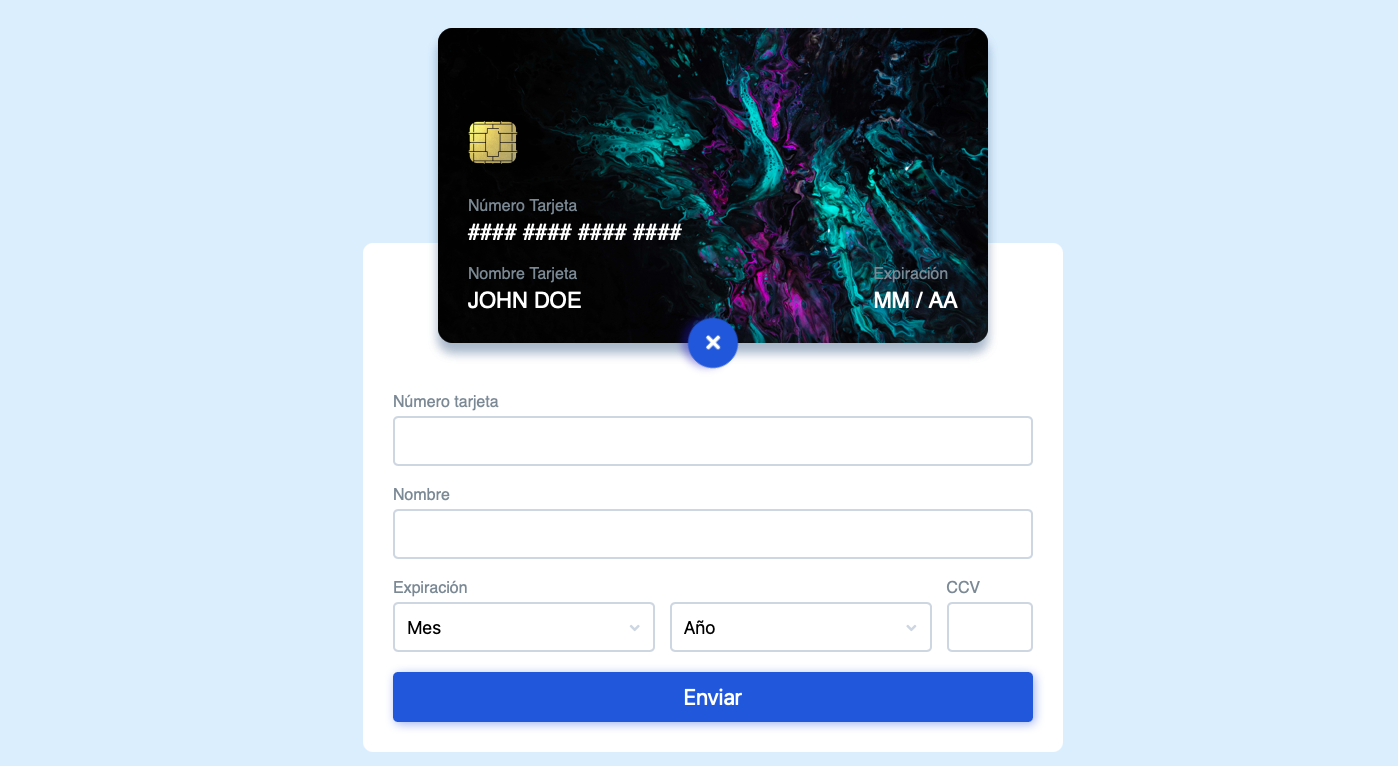 Número Tarjeta
#### #### #### ####
Nombre Tarjeta
JOHN DOE
Expiración
MM / AA
Número tarjeta
Nombre
Expiración
CCV
Mes
Año
Enviar